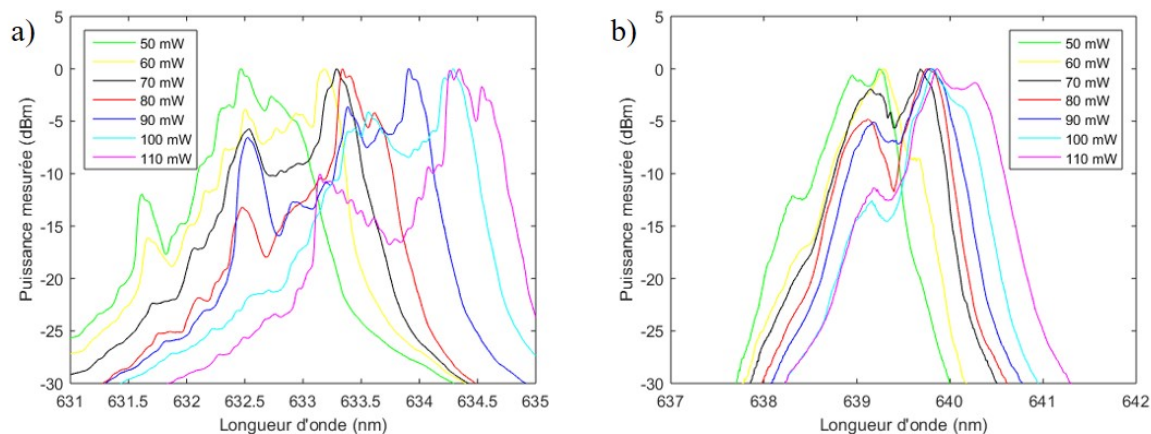 a)
5
0
-5
-10
-15
-20
-25
-30
Puissance mesurée (dBm)
50 mW
60 mW
70 mW
80 mW
90 mW
100 mW
110 mW
631
631.5
632
632.5
633
633.5
634
634.5
635
Longueur d'onde (nm)
b)
5
0
-5
-10
-15
-20
-25
-30
Puissance mesurée (dBm)
50 mW
60 mW
70 mW
80 mW
90 mW
100 mW
110 mW
637
638
639
640
641
642
Longueur d'onde (nm)